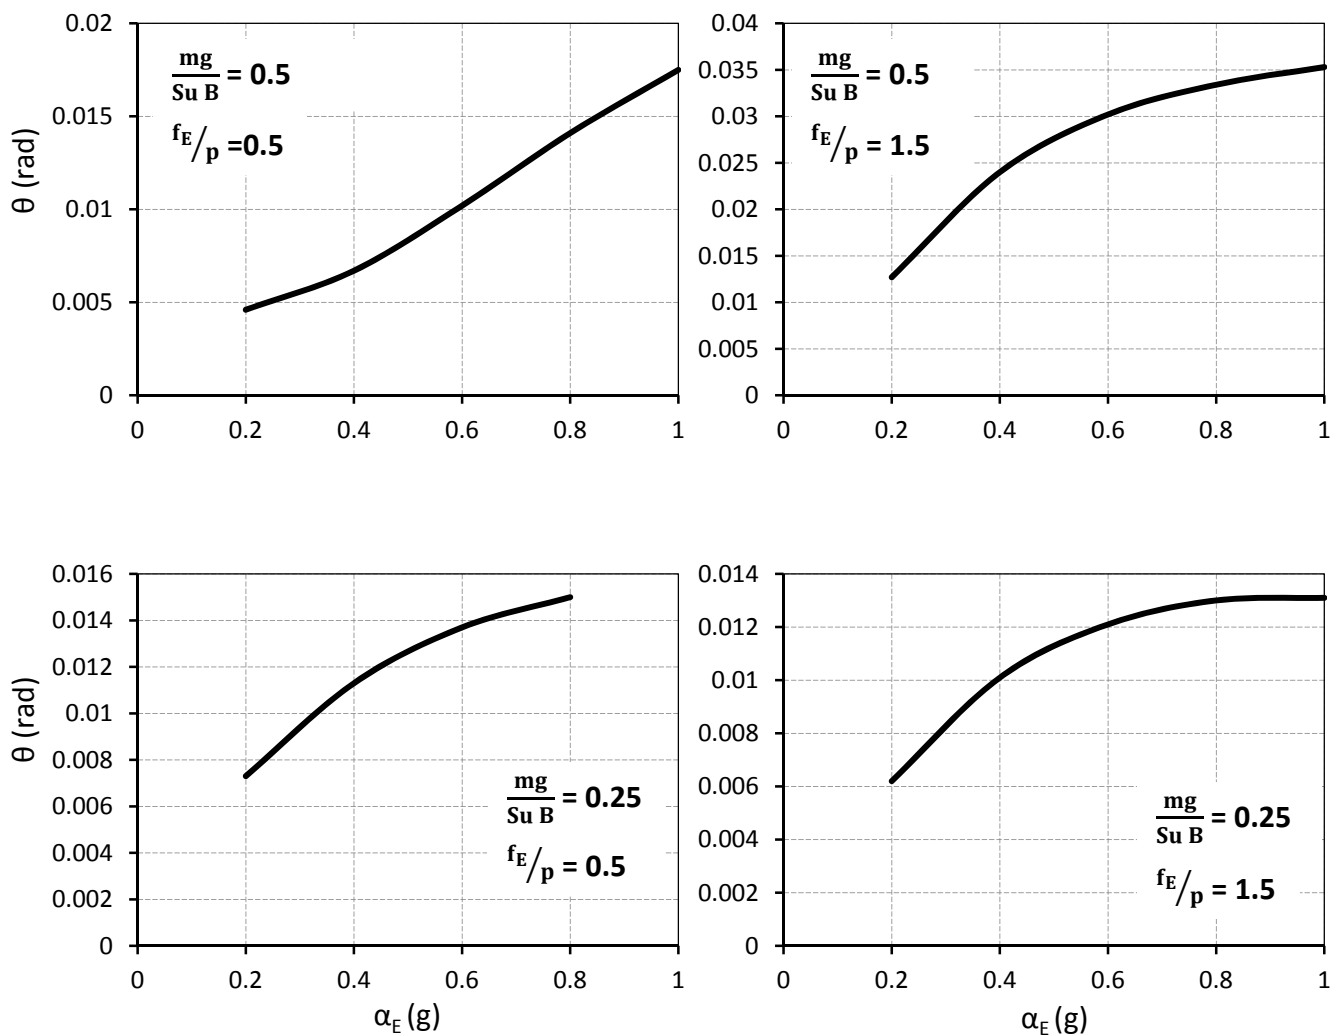 0.02
0.015
0.01
0.005
0
0 0.2 0.4 0.6 0.8 1
θ (rad)
mg
Su B
= 0.5
fE/p =0.5
0.04
0.035
0.03
0.025
0.02
0.015
0.01
0.005
0
0 0.2 0.4 0.6 0.8 1
mg
Su B
= 0.5
fE/p = 1.5
0.016
0.014
0.012
0.01
0.008
0.006
0.004
0.002
0
0 0.2 0.4 0.6 0.8 1
θ (rad)
αE (g)
mg
Su B
= 0.25
fE/p = 0.5
0.014
0.012
0.01
0.008
0.006
0.004
0.002
0
0 0.2 0.4 0.6 0.8 1
αE (g)
mg
Su B
= 0.25
fE/p = 1.5